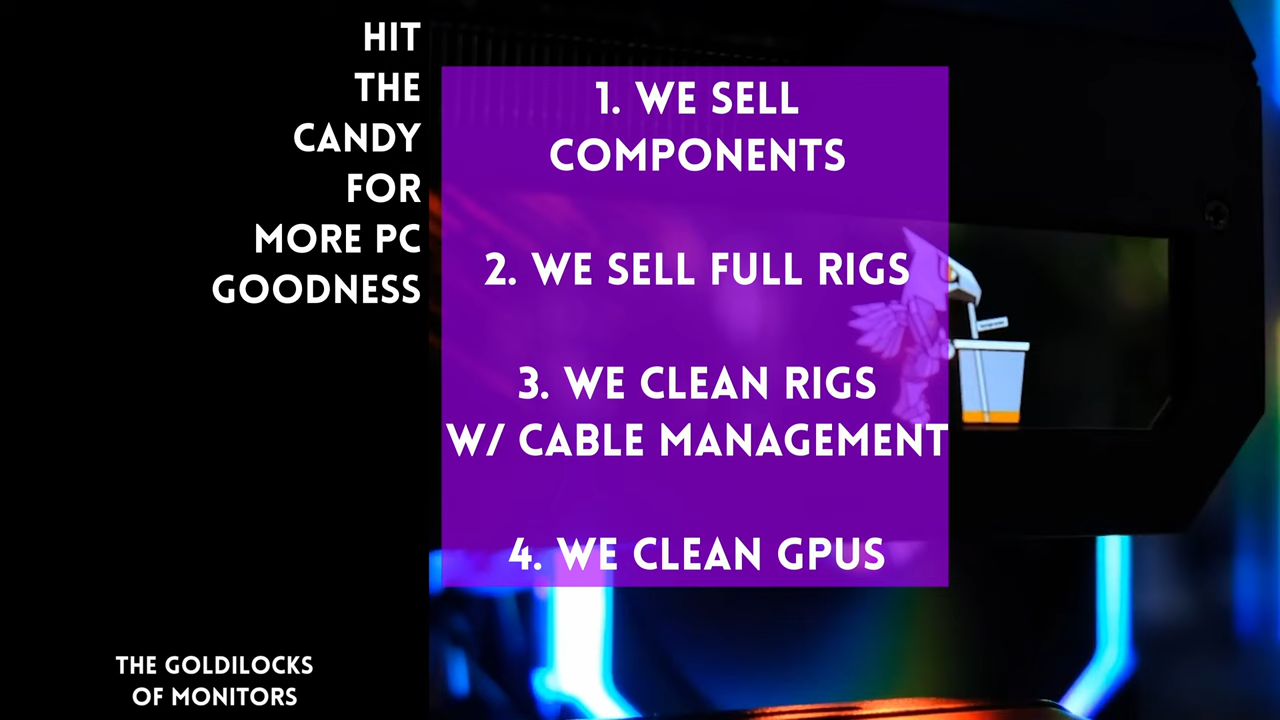 HIT
THE
CANDY
FOR
MORE PC
GOODNESS
1. WE SELL
COMPONENTS
2. WE SELL FULL RIGS
3. WE CLEAN RIGS
W/ CABLE MANAGEMENT
4. WE CLEAN GPUS
THE GOLDILOCKS
OF MONITORS